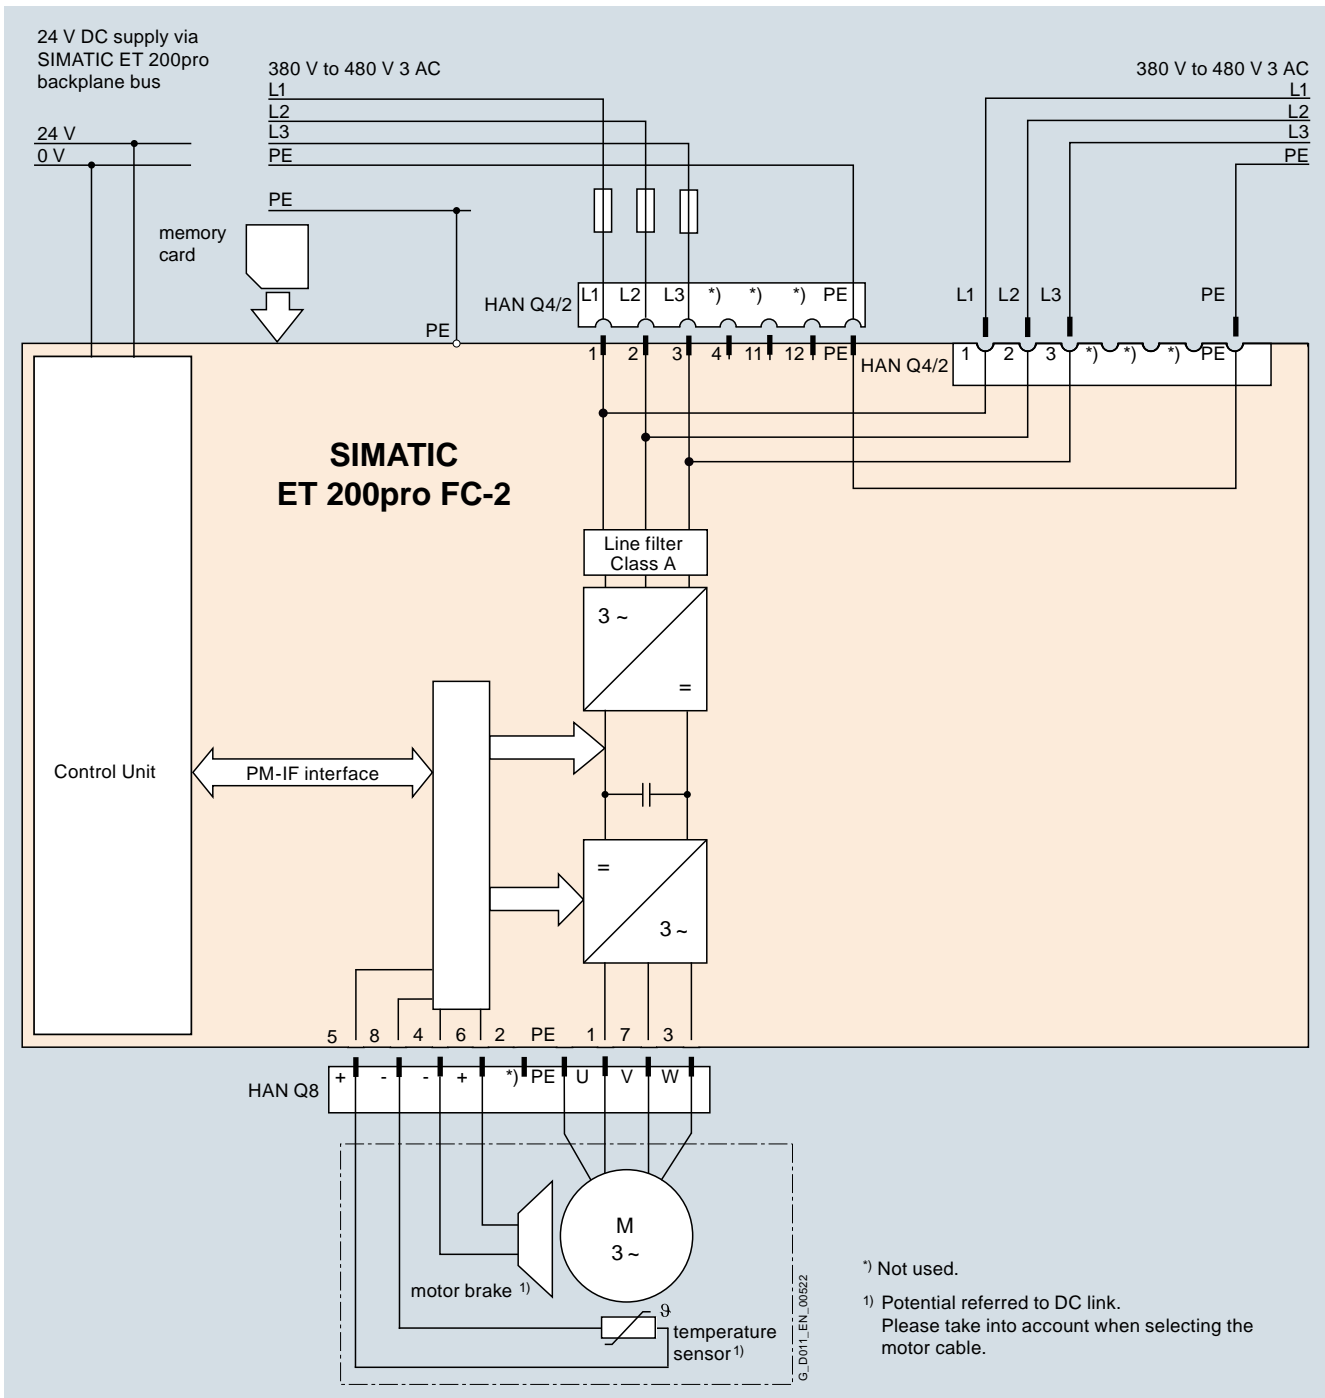 24 V DC supply via
SIMATIC ET 200pro
backplane bus
380 V to 480 V 3 AC
L1
L2
L3
PE
PE
24 V
0 V
memory
card
380 V to 480 V 3 AC
L1
L2
L3
PE
HAN Q4/2
L1 L2 L3 *) *) *) PE
PE
1 2 3 4 11 12 PE
L1 L2 L3 PE
HAN Q4/2
1 2 3 *) *) *) PE
SIMATIC
ET 200pro FC-2
Line filter
Class A
3 ~
=
Control Unit
PM-IF interface
=
3 ~
5 8 4 6 2 PE 1 7 3
HAN Q8
+ - - + *) PE U V W
M
3 ~
motor brake 1)
ϑ
temperature
sensor 1)
G_D011_EN_00522
*) Not used.
1) Potential referred to DC link.
Please take into account when selecting the
motor cable.